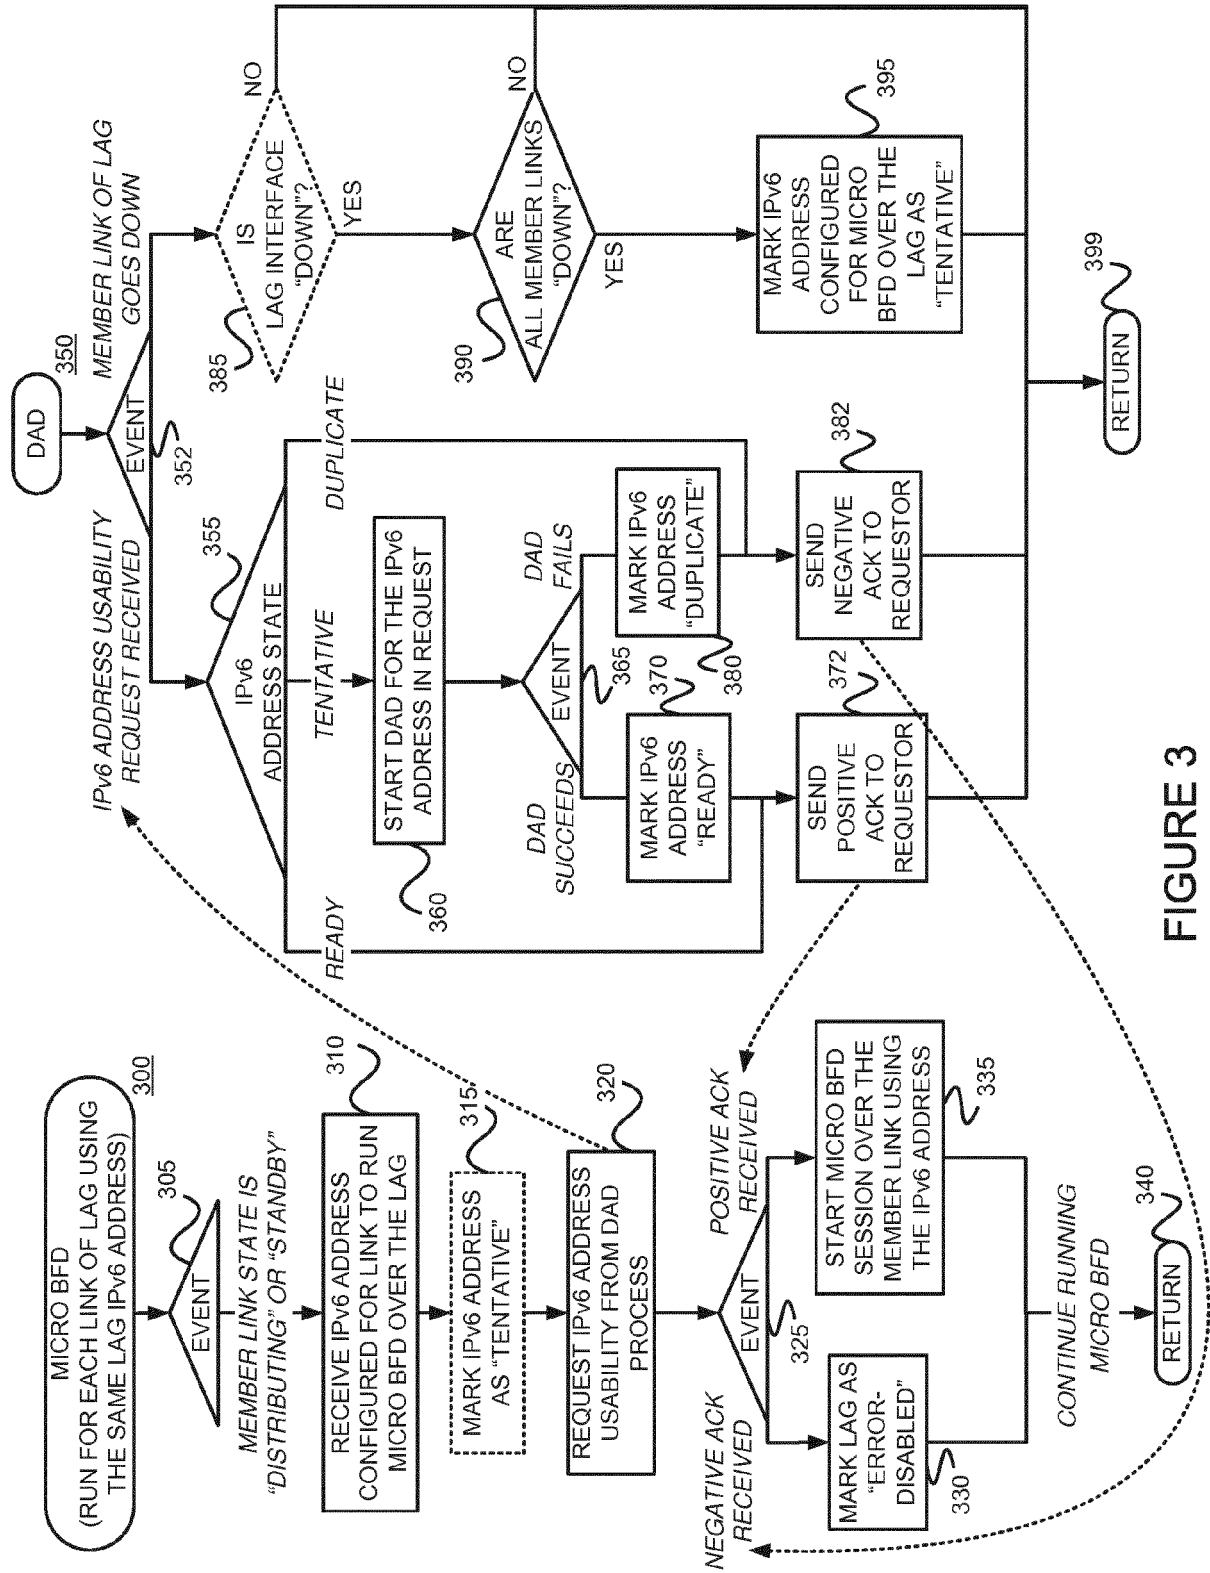 MICRO BFD
(RUN FOR EACH LINK OF LAG USING
THE SAME LAG IPv6 ADDRESS)
300
305
EVENT
MEMBER LINK STATE IS
“DISTRIBUTING” OR “STANDBY”
310
RECEIVE IPv6 ADDRESS
CONFIGURED FOR LINK TO RUN
MICRO BFD OVER THE LAG
315
MARK IPv6 ADDRESS
AS “TENTATIVE”
320
REQUEST IPv6 ADDRESS
USABILITY FROM DAD
PROCESS
NEGATIVE ACK
RECEIVED
EVENT
325
POSITIVE ACK
RECEIVED
MARK LAG AS
“ERROR-
DISABLED”
330
START MICRO BFD
SESSION OVER THE
MEMBER LINK USING
THE IPv6 ADDRESS
335
CONTINUE RUNNING
MICRO BFD
340
RETURN
DAD
350
IPv6 ADDRESS USABILITY
REQUEST RECEIVED
EVENT
352
MEMBER LINK OF LAG
GOES DOWN
355
IPv6
ADDRESS STATE
READY
TENTATIVE
DUPLICATE
START DAD FOR THE IPv6
ADDRESS IN REQUEST
360
DAD
SUCCEEDS
EVENT
365
DAD
FAILS
MARK IPv6
ADDRESS
“READY”
370
MARK IPv6
ADDRESS
“DUPLICATE”
380
SEND
POSITIVE
ACK TO
REQUESTOR
372
SEND
NEGATIVE
ACK TO
REQUESTOR
382
385
IS
LAG INTERFACE
“DOWN”?
NO
YES
390
ARE
ALL MEMBER LINKS
“DOWN”?
NO
YES
MARK IPv6
ADDRESS
CONFIGURED
FOR MICRO
BFD OVER THE
LAG AS
“TENTATIVE”
395
399
RETURN
FIGURE 3